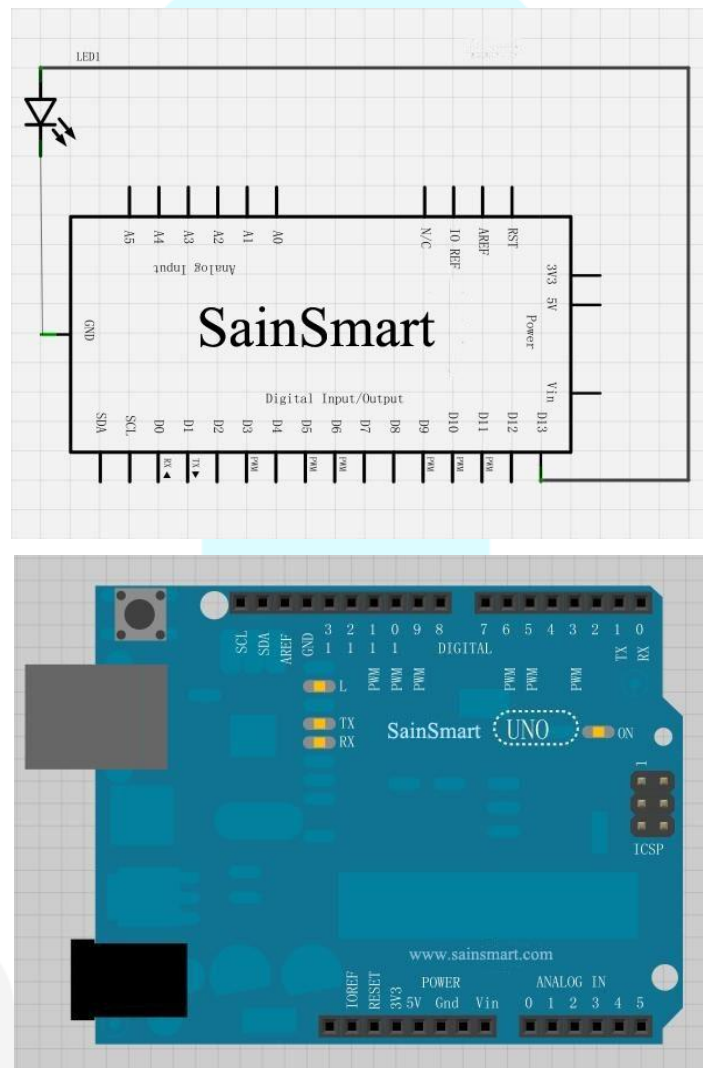 LED1
A5 A4 A3 A2 A1 A0 N/C IO REF AREF RST
Analog Input
3V3
5V
GND
SainSmart
Power
Vin
Digital Input/Output
SDA SCL D0 D1 D2 D3 D4 D5 D6 D7 D8 D9 D10 D11 D12 D13
RX TX PWM PWM PWM PWM PWM PWM
SCL SDA AREF GND 13 12 11 10 9 8 7 6 5 4 3 2 1 0
DIGITAL
PWM PWM PWM PWM PWM PWM TX RX
L
TX
RX
SainSmart UNO ON
1
ICSP
www.sainsmart.com
POWER ANALOG IN
IOREF RESET 3V3 5V Gnd Vin 0 1 2 3 4 5